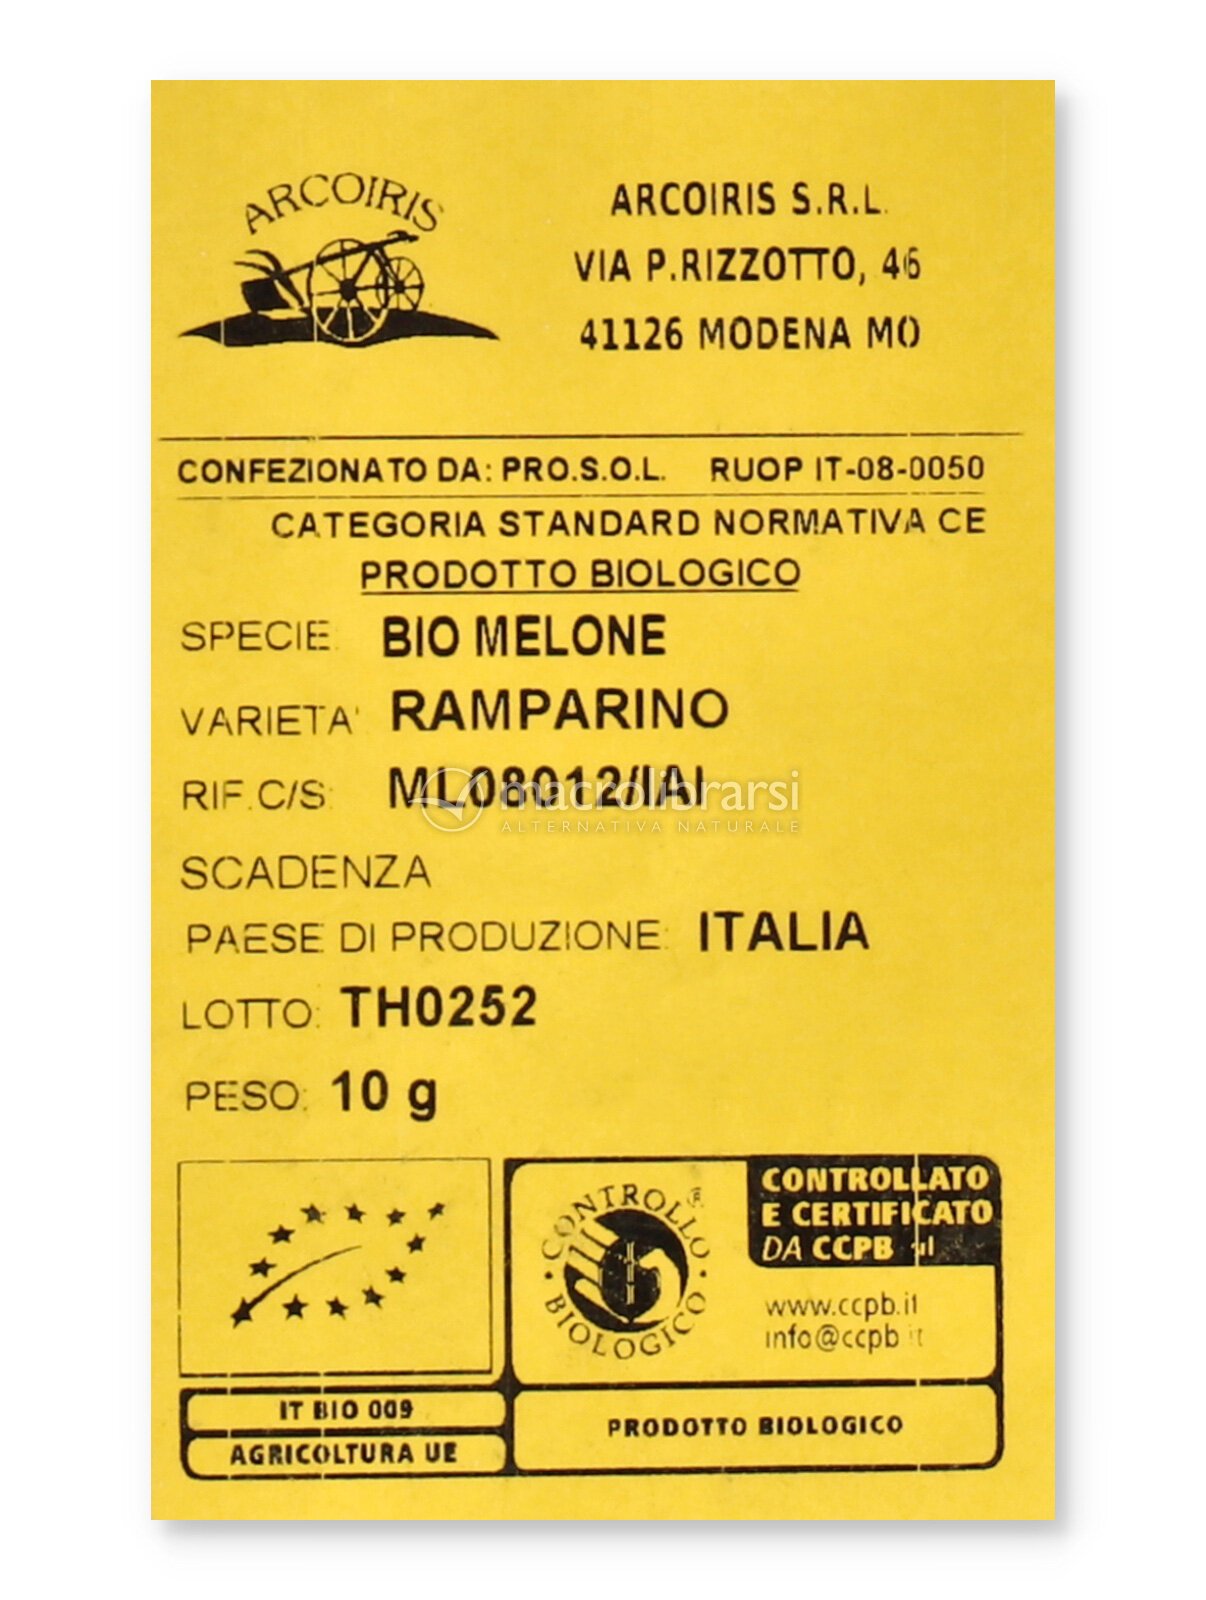 ARCOIRIS
ARCOIRIS S.R.L.
VIA P.RIZZOTTO, 46
41126 MODENA MO
CONFEZIONATO DA: PRO.S.O.L. RUOP IT-08-0050
CATEGORIA STANDARD NORMATIVA CE
PRODOTTO BIOLOGICO
SPECIE: BIO MELONE
VARIETA' RAMPARINO
RIF.C/S:
macrolibrarsi
ALTERNATIVA NATURALE
SCADENZA
PAESE DI PRODUZIONE: ITALIA
LOTTO: TH0252
PESO: 10 g
CONTROLLO BIOLOGICO ®
CONTROLLATO
E CERTIFICATO
DA CCPB srl
www.ccpb.it
info@ccpb.it
IT BIO 009
AGRICOLTURA UE
PRODOTTO BIOLOGICO